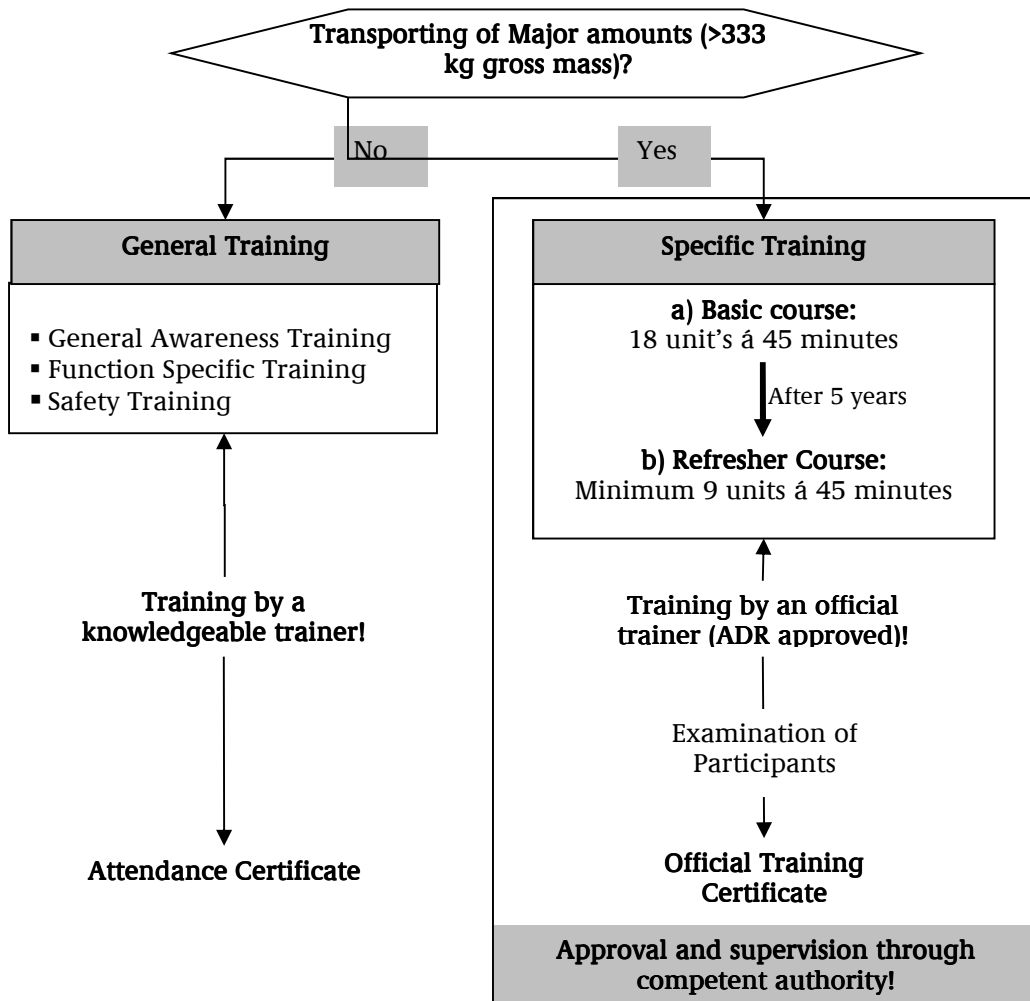 Transporting of Major amounts (>333
kg gross mass)?
No
Yes
General Training
▪ General Awareness Training
▪ Function Specific Training
▪ Safety Training
Training by a
knowledgeable trainer!
Attendance Certificate
Specific Training
a) Basic course:
18 unit’s á 45 minutes
After 5 years
b) Refresher Course:
Minimum 9 units á 45 minutes
Training by an official
trainer (ADR approved)!
Examination of
Participants
Official Training
Certificate
Approval and supervision through
competent authority!